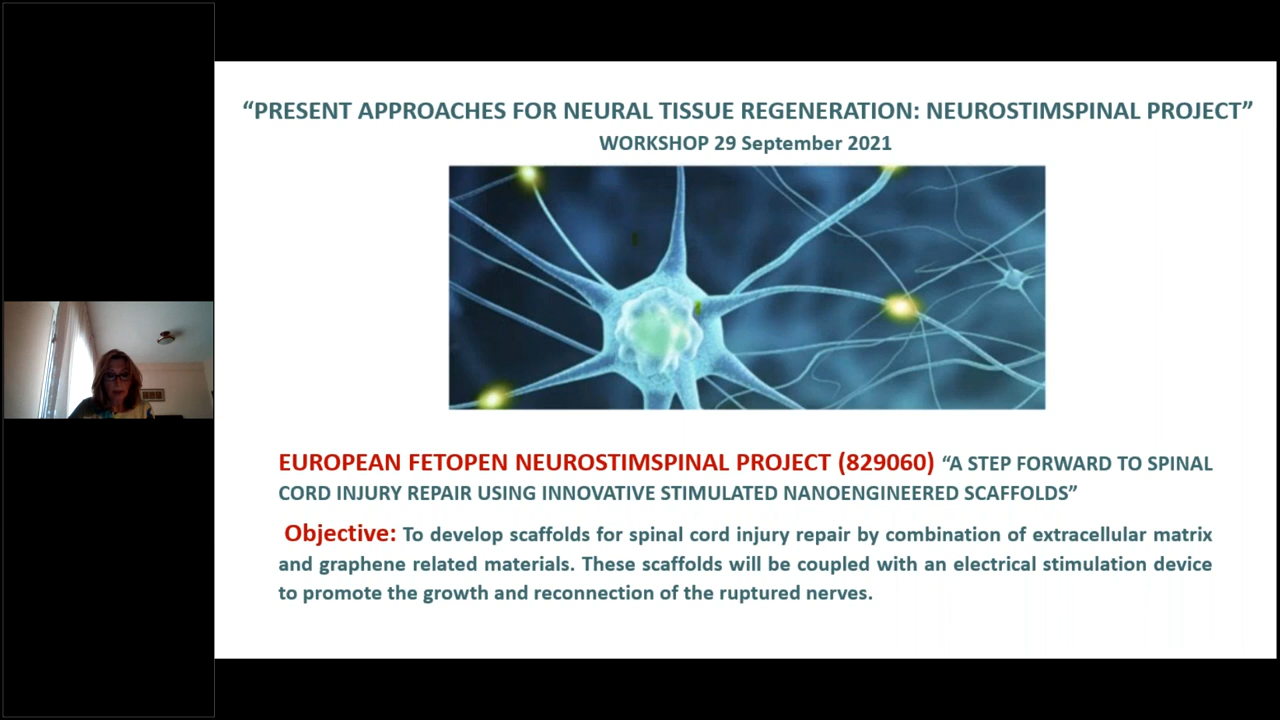 “PRESENT APPROACHES FOR NEURAL TISSUE REGENERATION: NEUROSTIMSPINAL PROJECT”
WORKSHOP 29 September 2021
EUROPEAN FETOPEN NEUROSTIMSPINAL PROJECT (829060) “A STEP FORWARD TO SPINAL
CORD INJURY REPAIR USING INNOVATIVE STIMULATED NANOENGINEERED SCAFFOLDS”
Objective: To develop scaffolds for spinal cord injury repair by combination of extracellular matrix
and graphene related materials. These scaffolds will be coupled with an electrical stimulation device
to promote the growth and reconnection of the ruptured nerves.